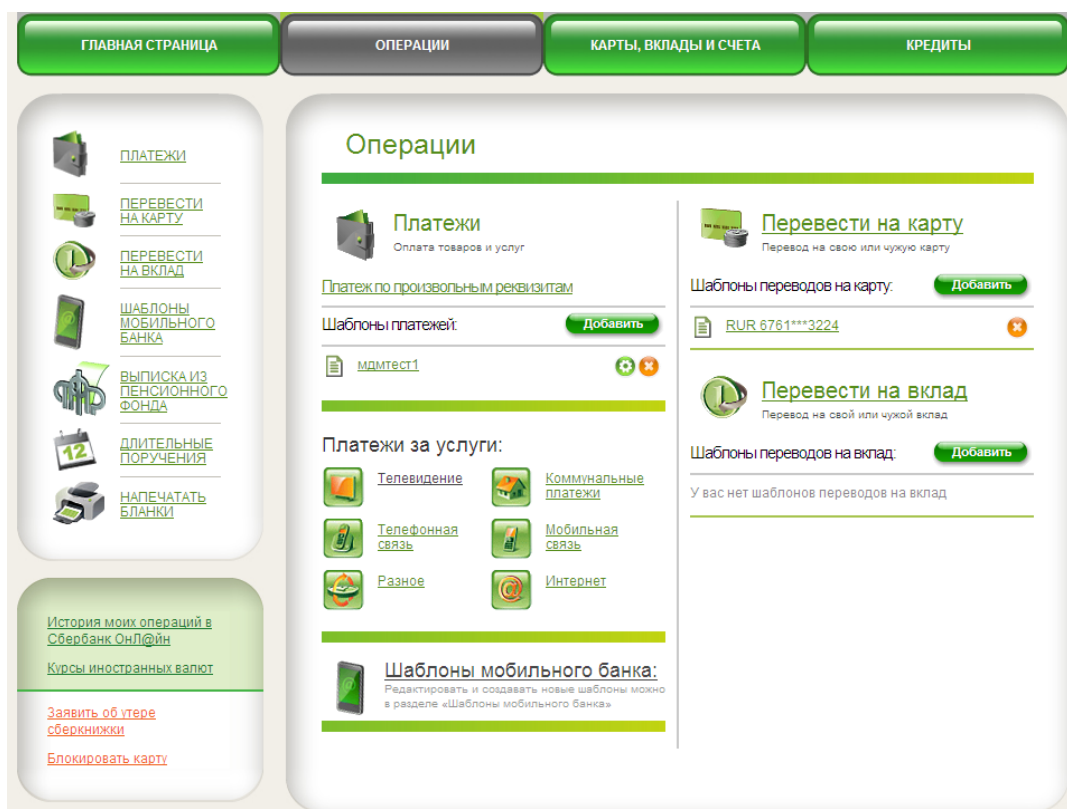 ГЛАВНАЯ СТРАНИЦА
ОПЕРАЦИИ
КАРТЫ, ВКЛАДЫ И СЧЕТА
КРЕДИТЫ
ПЛАТЕЖИ
ПЕРЕВЕСТИ
НА КАРТУ
ПЕРЕВЕСТИ
НА ВКЛАД
ШАБЛОНЫ
МОБИЛЬНОГО
БАНКА
ВЫПИСКА ИЗ
ПЕНСИОННОГО
ФОНДА
12
ДЛИТЕЛЬНЫЕ
ПОРУЧЕНИЯ
НАПЕЧАТАТЬ
БЛАНКИ
История моих операций в
Сбербанк ОнЛ@йн
Курсы иностранных валют
Заявить об утере
сберкнижки
Блокировать карту
Операции
Платежи
Оплата товаров и услуг
Платеж по произвольным реквизитам
Шаблоны платежей:
Добавить
мдмтест1
Платежи за услуги:
Телевидение
Коммунальные
платежи
Телефонная
связь
Мобильная
связь
Разное
@
Интернет
@
Шаблоны мобильного банка:
Редактировать и создавать новые шаблоны можно
в разделе «Шаблоны мобильного банка»
Перевести на карту
Перевод на свою или чужую карту
Шаблоны переводов на карту:
Добавить
RUR 6761***3224
Перевести на вклад
Перевод на свой или чужой вклад
Шаблоны переводов на вклад:
Добавить
У вас нет шаблонов переводов на вклад